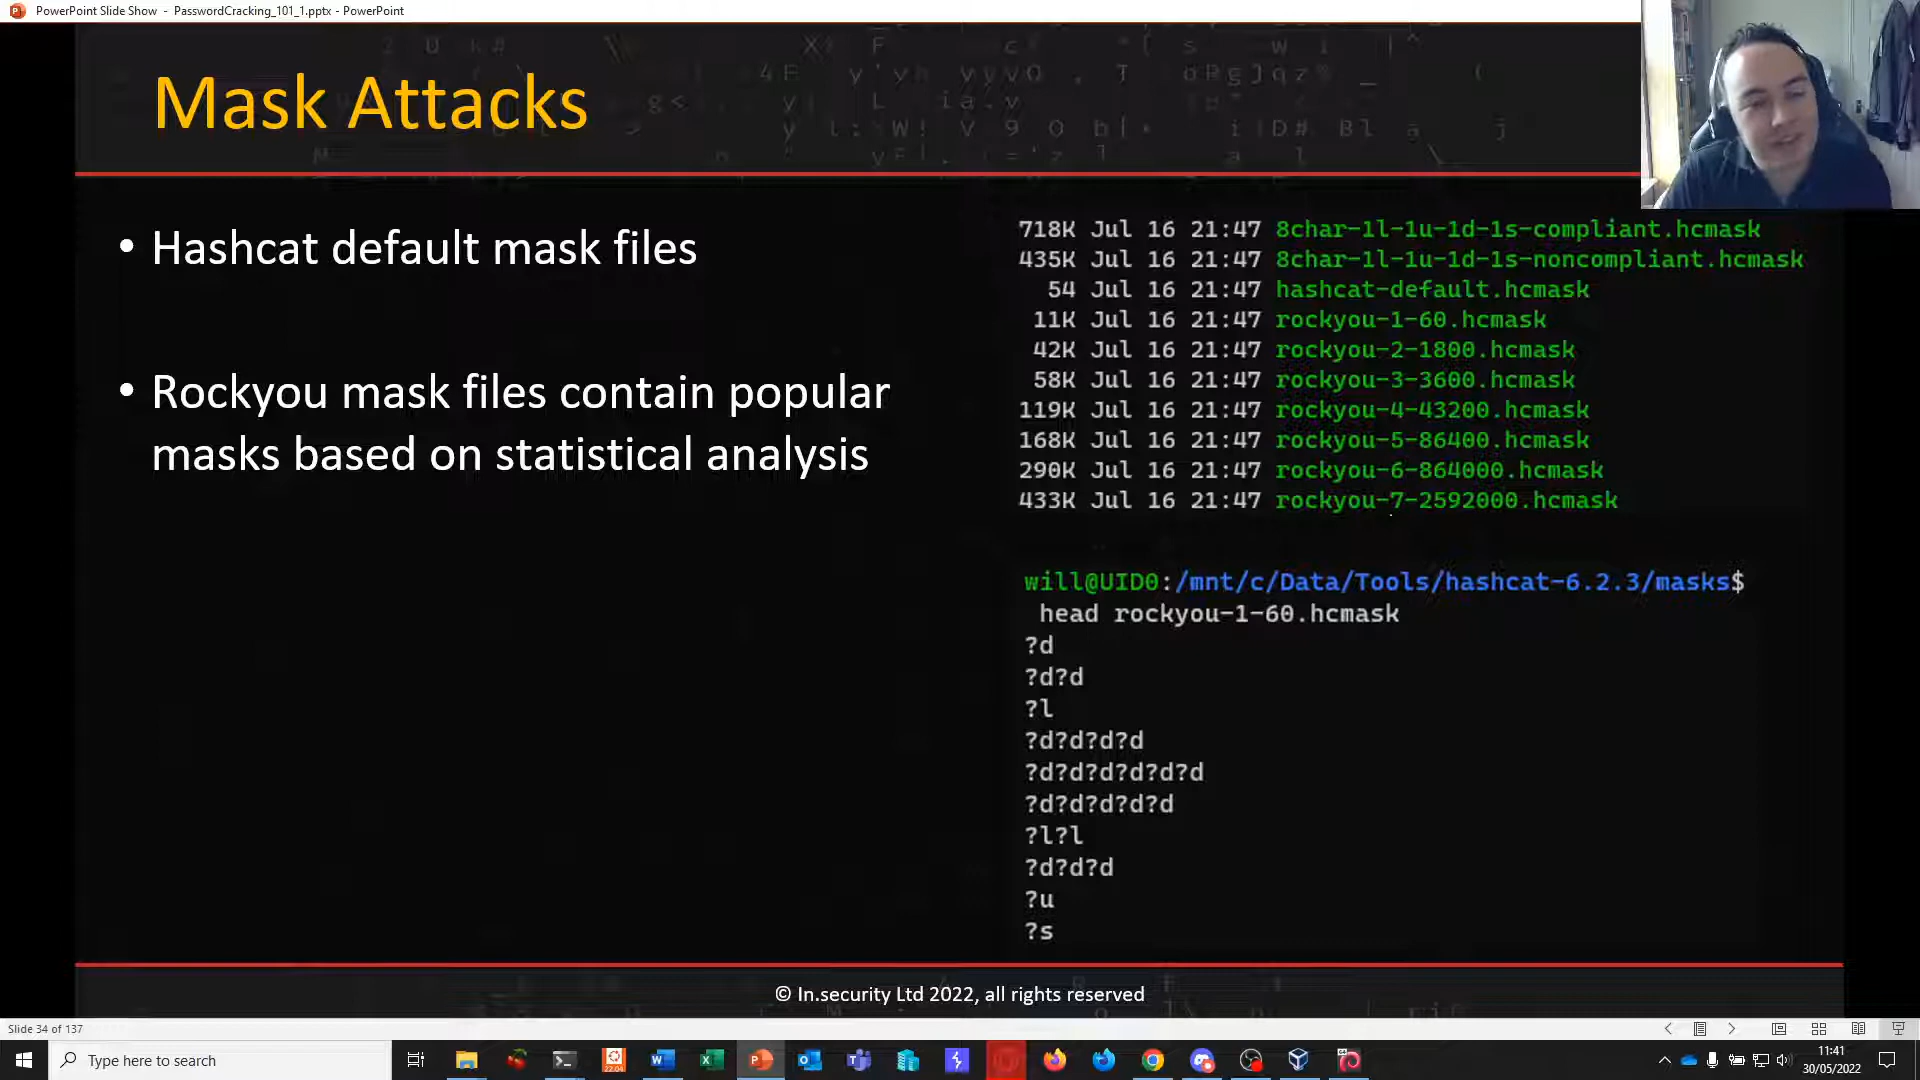 PowerPoint Slide Show - PasswordCracking_101_1.pptx - PowerPoint
Mask Attacks
• Hashcat default mask files
• Rockyou mask files contain popular
masks based on statistical analysis
718K Jul 16 21:47 8char-1l-1u-1d-1s-compliant.hcmask
435K Jul 16 21:47 8char-1l-1u-1d-1s-noncompliant.hcmask
54 Jul 16 21:47 hashcat-default.hcmask
11K Jul 16 21:47 rockyou-1-60.hcmask
42K Jul 16 21:47 rockyou-2-1800.hcmask
58K Jul 16 21:47 rockyou-3-3600.hcmask
119K Jul 16 21:47 rockyou-4-43200.hcmask
168K Jul 16 21:47 rockyou-5-86400.hcmask
290K Jul 16 21:47 rockyou-6-864000.hcmask
433K Jul 16 21:47 rockyou-7-2592000.hcmask
will@UID0:/mnt/c/Data/Tools/hashcat-6.2.3/masks$
head rockyou-1-60.hcmask
?d
?d?d
?l
?d?d?d?d
?d?d?d?d?d?d
?d?d?d?d?d
?l?l
?d?d?d
?u
?s
© In.security Ltd 2022, all rights reserved
Slide 34 of 137
Type here to search
22.04
11:41
30/05/2022